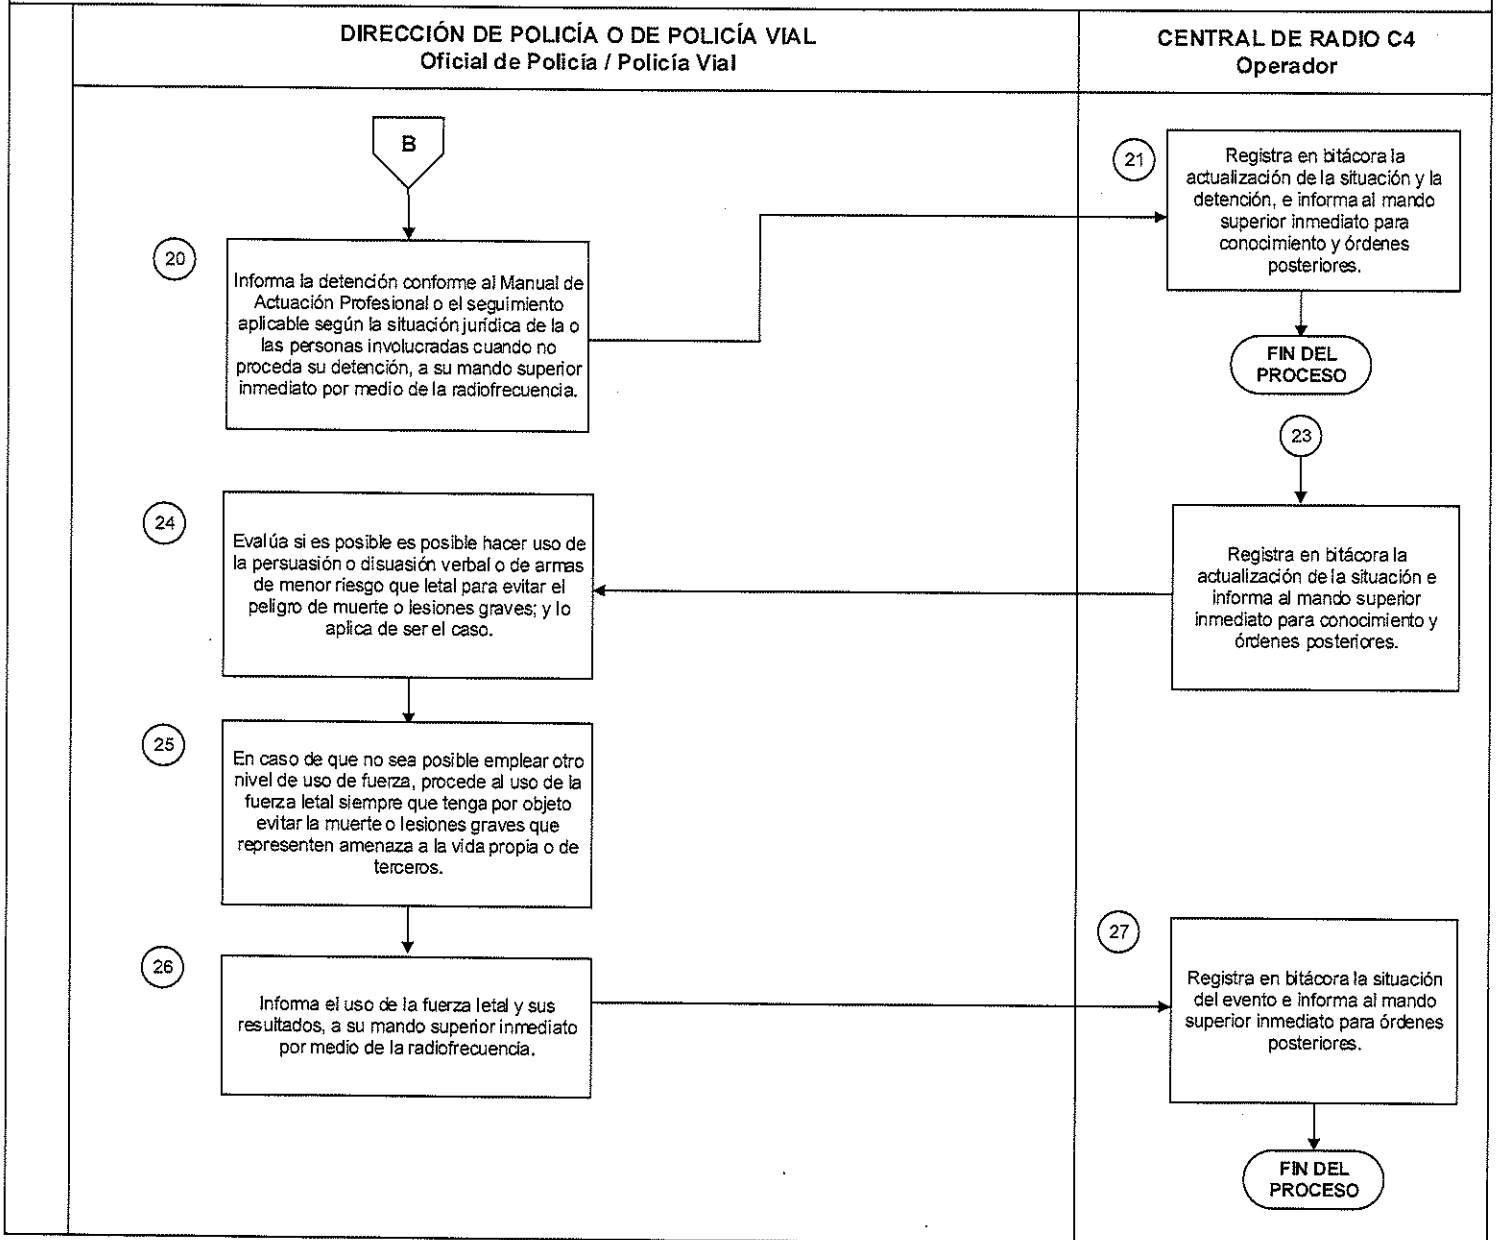 DIRECCIÓN DE POLICÍA O DE POLICÍA VIAL
Oficial de Policía / Policía Vial
CENTRAL DE RADIO C4
Operador
B
20
Informa la detención conforme al Manual de
Actuación Profesional o el seguimiento
aplicable según la situación jurídica de la o
las personas involucradas cuando no
proceda su detención, a su mando superior
inmediato por medio de la radiofrecuencia.
21
Registra en bitácora la
actualización de la situación y la
detención, e informa al mando
superior inmediato para
conocimiento y órdenes
posteriores.
FIN DEL
PROCESO
23
Registra en bitácora la
actualización de la situación e
informa al mando superior
inmediato para conocimiento y
órdenes posteriores.
24
Evalúa si es posible es posible hacer uso de
la persuasión o disuasión verbal o de armas
de menor riesgo que letal para evitar el
peligro de muerte o lesiones graves; y lo
aplica de ser el caso.
25
En caso de que no sea posible emplear otro
nivel de uso de fuerza, procede al uso de la
fuerza letal siempre que tenga por objeto
evitar la muerte o lesiones graves que
representen amenaza a la vida propia o de
terceros.
26
Informa el uso de la fuerza letal y sus
resultados, a su mando superior inmediato
por medio de la radiofrecuencia.
27
Registra en bitácora la situación
del evento e informa al mando
superior inmediato para órdenes
posteriores.
FIN DEL
PROCESO